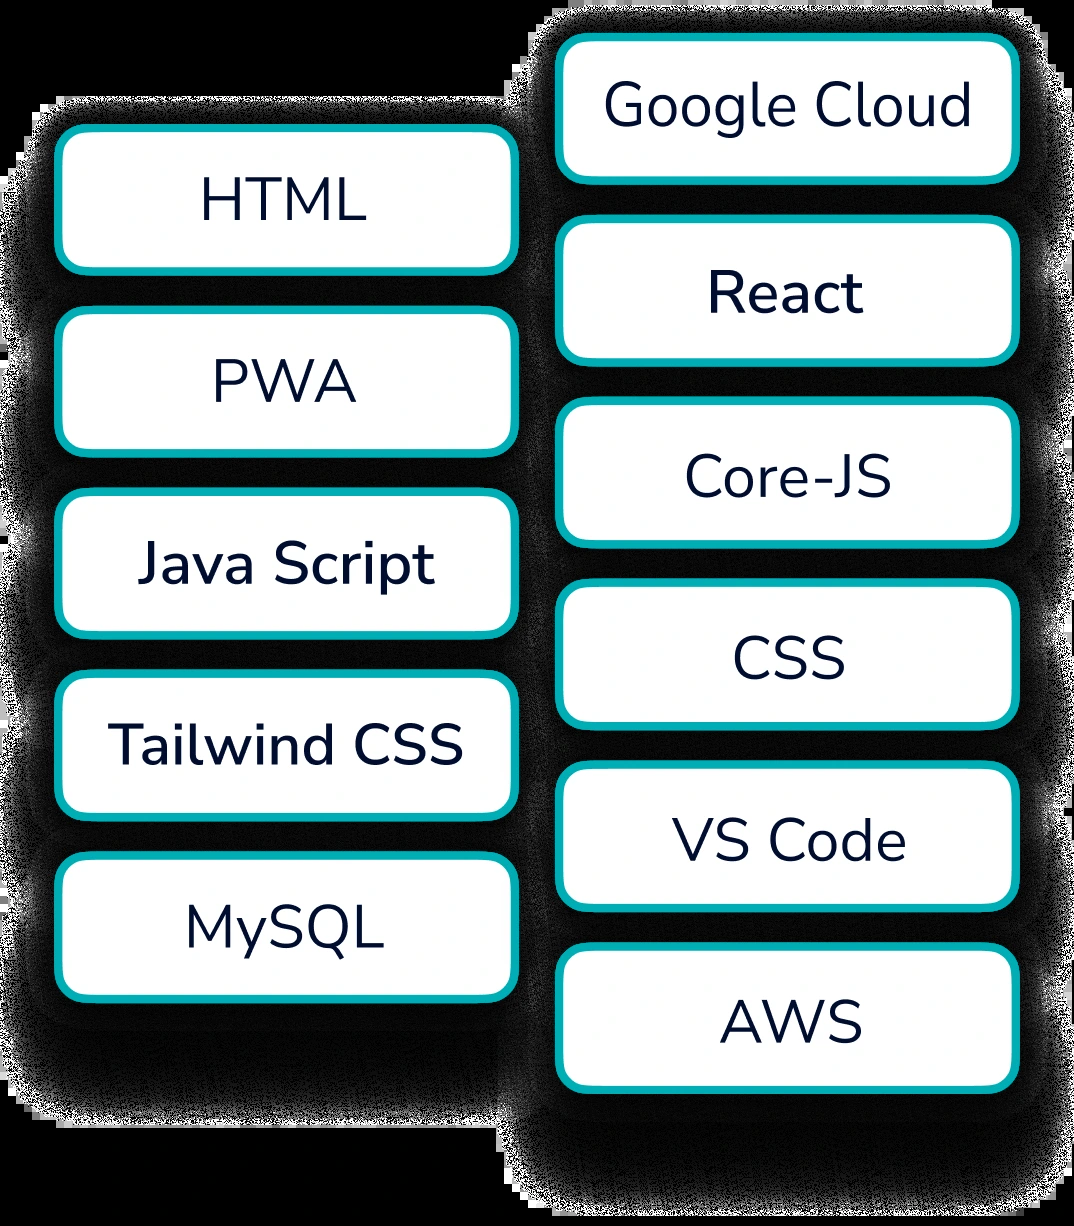 HTML
PWA
Java Script
Tailwind CSS
MySQL
Google Cloud
React
Core-JS
CSS
VS Code
AWS